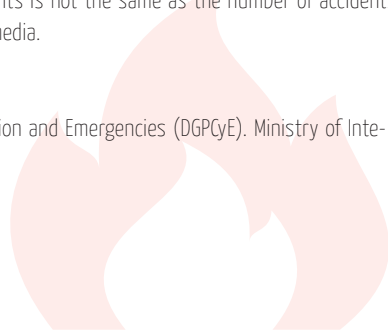 nts is not the same as the number of accident
nedia.
ion and Emergencies (DGPCyE). Ministry of Inte-